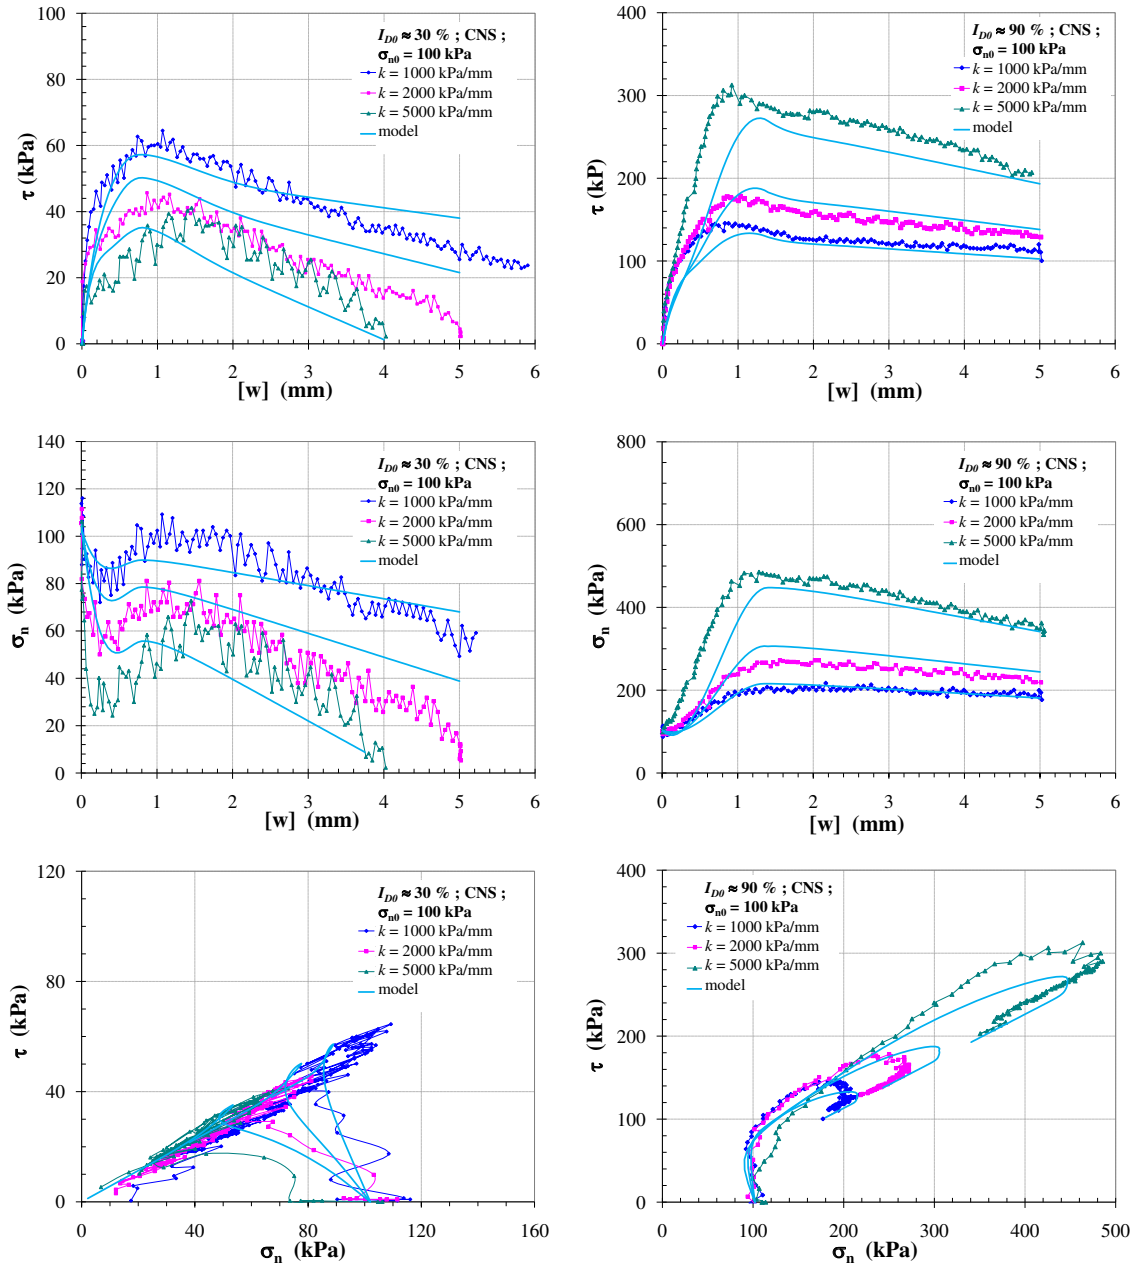 I_D0 ≈ 30 % ; CNS ;
σ_n0 = 100 kPa
k = 1000 kPa/mm
k = 2000 kPa/mm
k = 5000 kPa/mm
model
τ (kPa)
100
80
60
40
20
0
0 1 2 3 4 5 6
[w] (mm)
I_D0 ≈ 90 % ; CNS ;
σ_n0 = 100 kPa
k = 1000 kPa/mm
k = 2000 kPa/mm
k = 5000 kPa/mm
model
τ (kP)
400
300
200
100
0
0 1 2 3 4 5 6
[w] (mm)
I_D0 ≈ 30 % ; CNS ;
σ_n0 = 100 kPa
k = 1000 kPa/mm
k = 2000 kPa/mm
k = 5000 kPa/mm
model
σ_n (kPa)
140
120
100
80
60
40
20
0
0 1 2 3 4 5 6
[w] (mm)
I_D0 ≈ 90 % ; CNS ;
σ_n0 = 100 kPa
k = 1000 kPa/mm
k = 2000 kPa/mm
k = 5000 kPa/mm
model
σ_n (kPa)
800
600
400
200
0
0 1 2 3 4 5 6
[w] (mm)
I_D0 ≈ 30 % ; CNS ;
σ_n0 = 100 kPa
k = 1000 kPa/mm
k = 2000 kPa/mm
k = 5000 kPa/mm
model
τ (kPa)
120
80
40
0
0 40 80 120 160
σ_n (kPa)
I_D0 ≈ 90 % ; CNS ;
σ_n0 = 100 kPa
k = 1000 kPa/mm
k = 2000 kPa/mm
k = 5000 kPa/mm
model
τ (kPa)
400
300
200
100
0
0 100 200 300 400 500
σ_n (kPa)